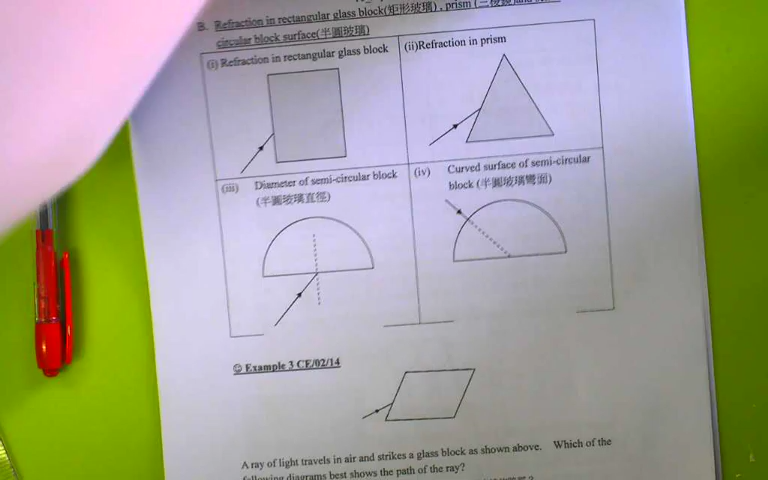 B. Refraction in rectangular glass block(矩形玻璃), prism
circular block surface(半圓玻璃)
(i) Refraction in rectangular glass block
(ii)Refraction in prism
(iii) Diameter of semi-circular block
(半圓玻璃直徑)
(iv) Curved surface of semi-circular
block (半圓玻璃彎面)
☺ Example 3 CE/02/14
A ray of light travels in air and strikes a glass block as shown above. Which of the
following diagrams best shows the path of the ray?